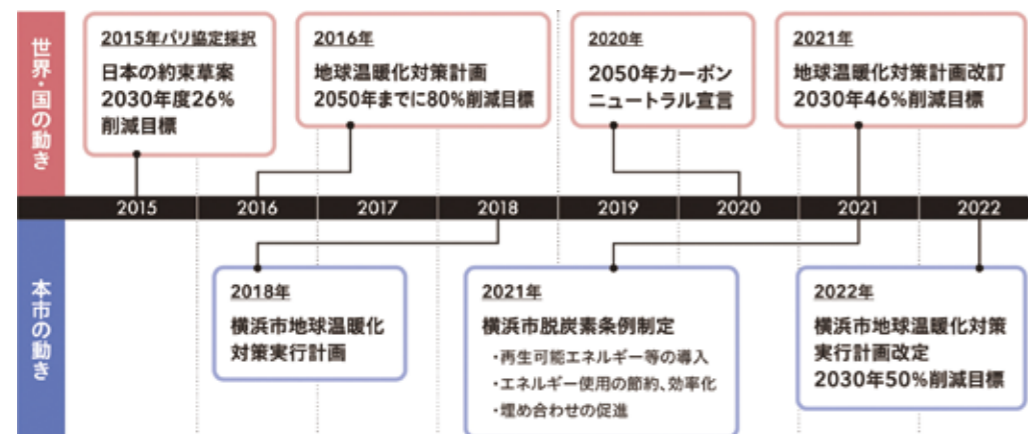 世界・国の動き
2015年パリ協定採択
日本の約束草案
2030年度26%
削減目標
2016年
地球温暖化対策計画
2050年までに80%削減目標
2020年
2050年カーボン
ニュートラル宣言
2021年
地球温暖化対策計画改訂
2030年46%削減目標
2015 2016 2017 2018 2019 2020 2021 2022
本市の動き
2018年
横浜市地球温暖化
対策実行計画
2021年
横浜市脱炭素条例制定
・再生可能エネルギー等の導入
・エネルギー使用の節約、効率化
・埋め合わせの促進
2022年
横浜市地球温暖化対策
実行計画改定
2030年50%削減目標